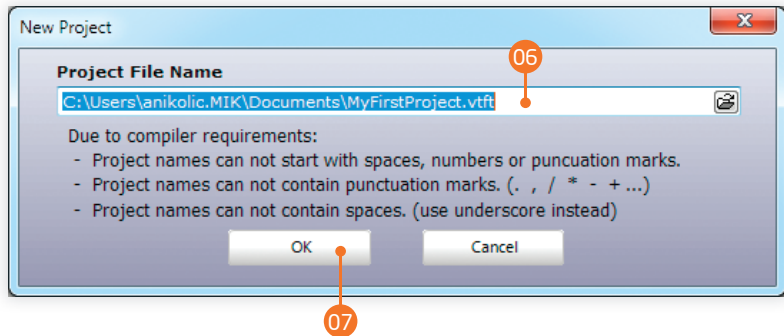 New Project
Project File Name
06
C:\Users\anikolic.MIK\Documents\MyFirstProject.vtft
Due to compiler requirements:
- Project names can not start with spaces, numbers or puncuation marks.
- Project names can not contain punctuation marks. (. , / * - + ...)
- Project names can not contain spaces. (use underscore instead)
OK Cancel
07